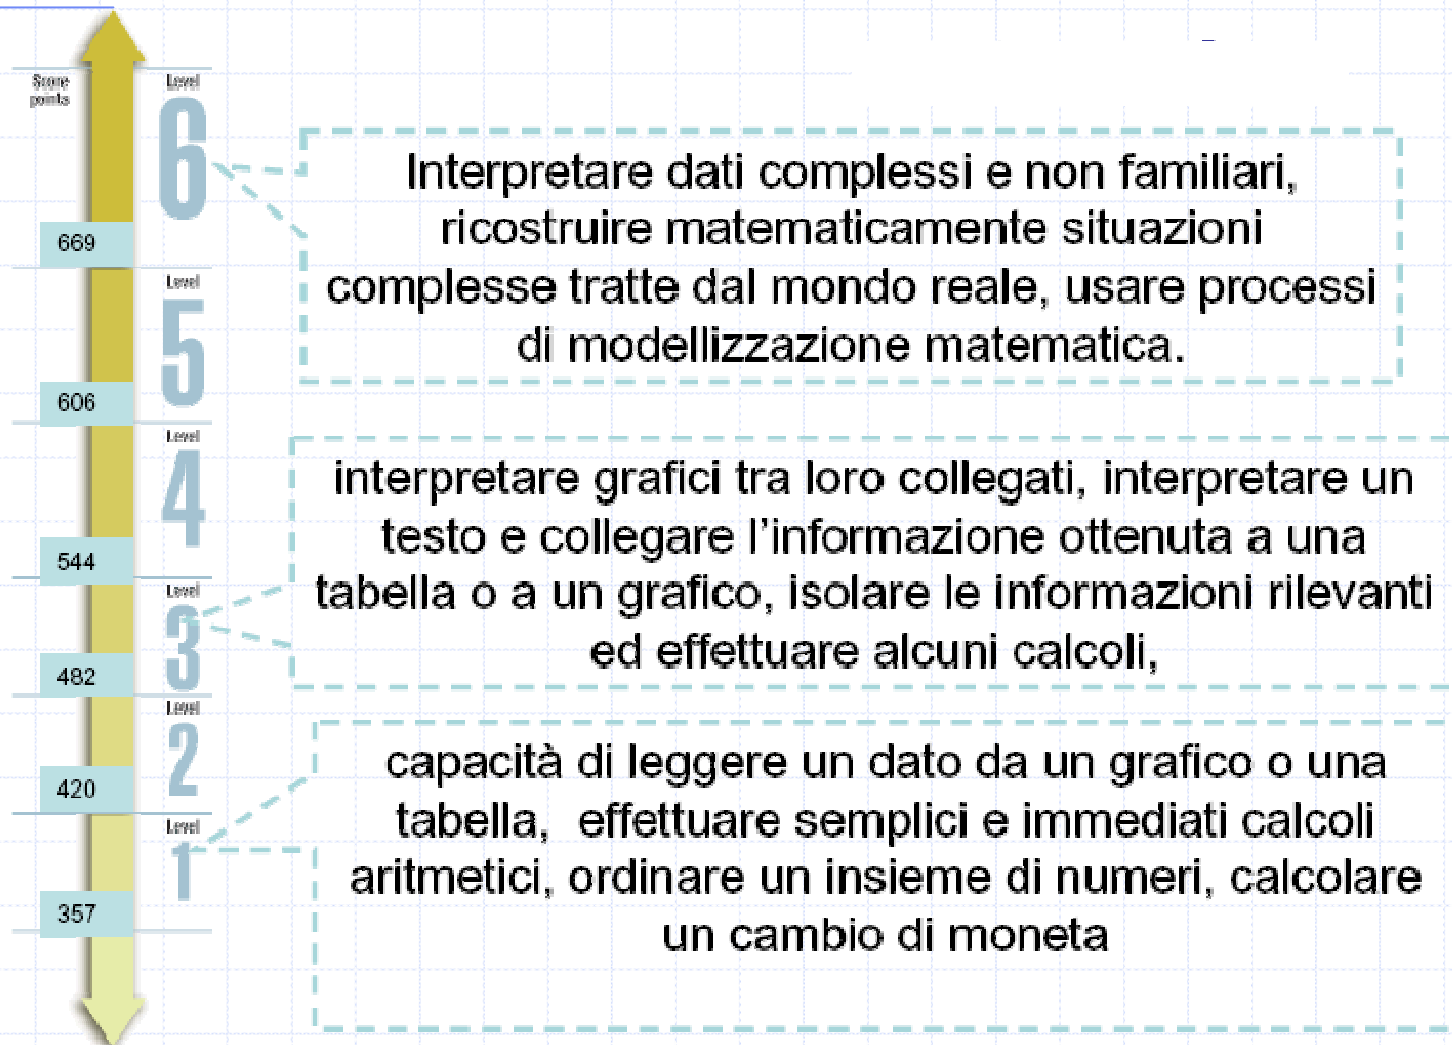 Score
points
Level
6
Interpretare dati complessi e non familiari,
ricostruire matematicamente situazioni
complesse tratte dal mondo reale, usare processi
di modellizzazione matematica.
669
Level
5
606
Level
4
interpretare grafici tra loro collegati, interpretare un
testo e collegare l'informazione ottenuta a una
tabella o a un grafico, isolare le informazioni rilevanti
ed effettuare alcuni calcoli,
544
Level
3
482
Level
2
capacità di leggere un dato da un grafico o una
tabella, effettuare semplici e immediati calcoli
aritmetici, ordinare un insieme di numeri, calcolare
un cambio di moneta
420
Level
1
357